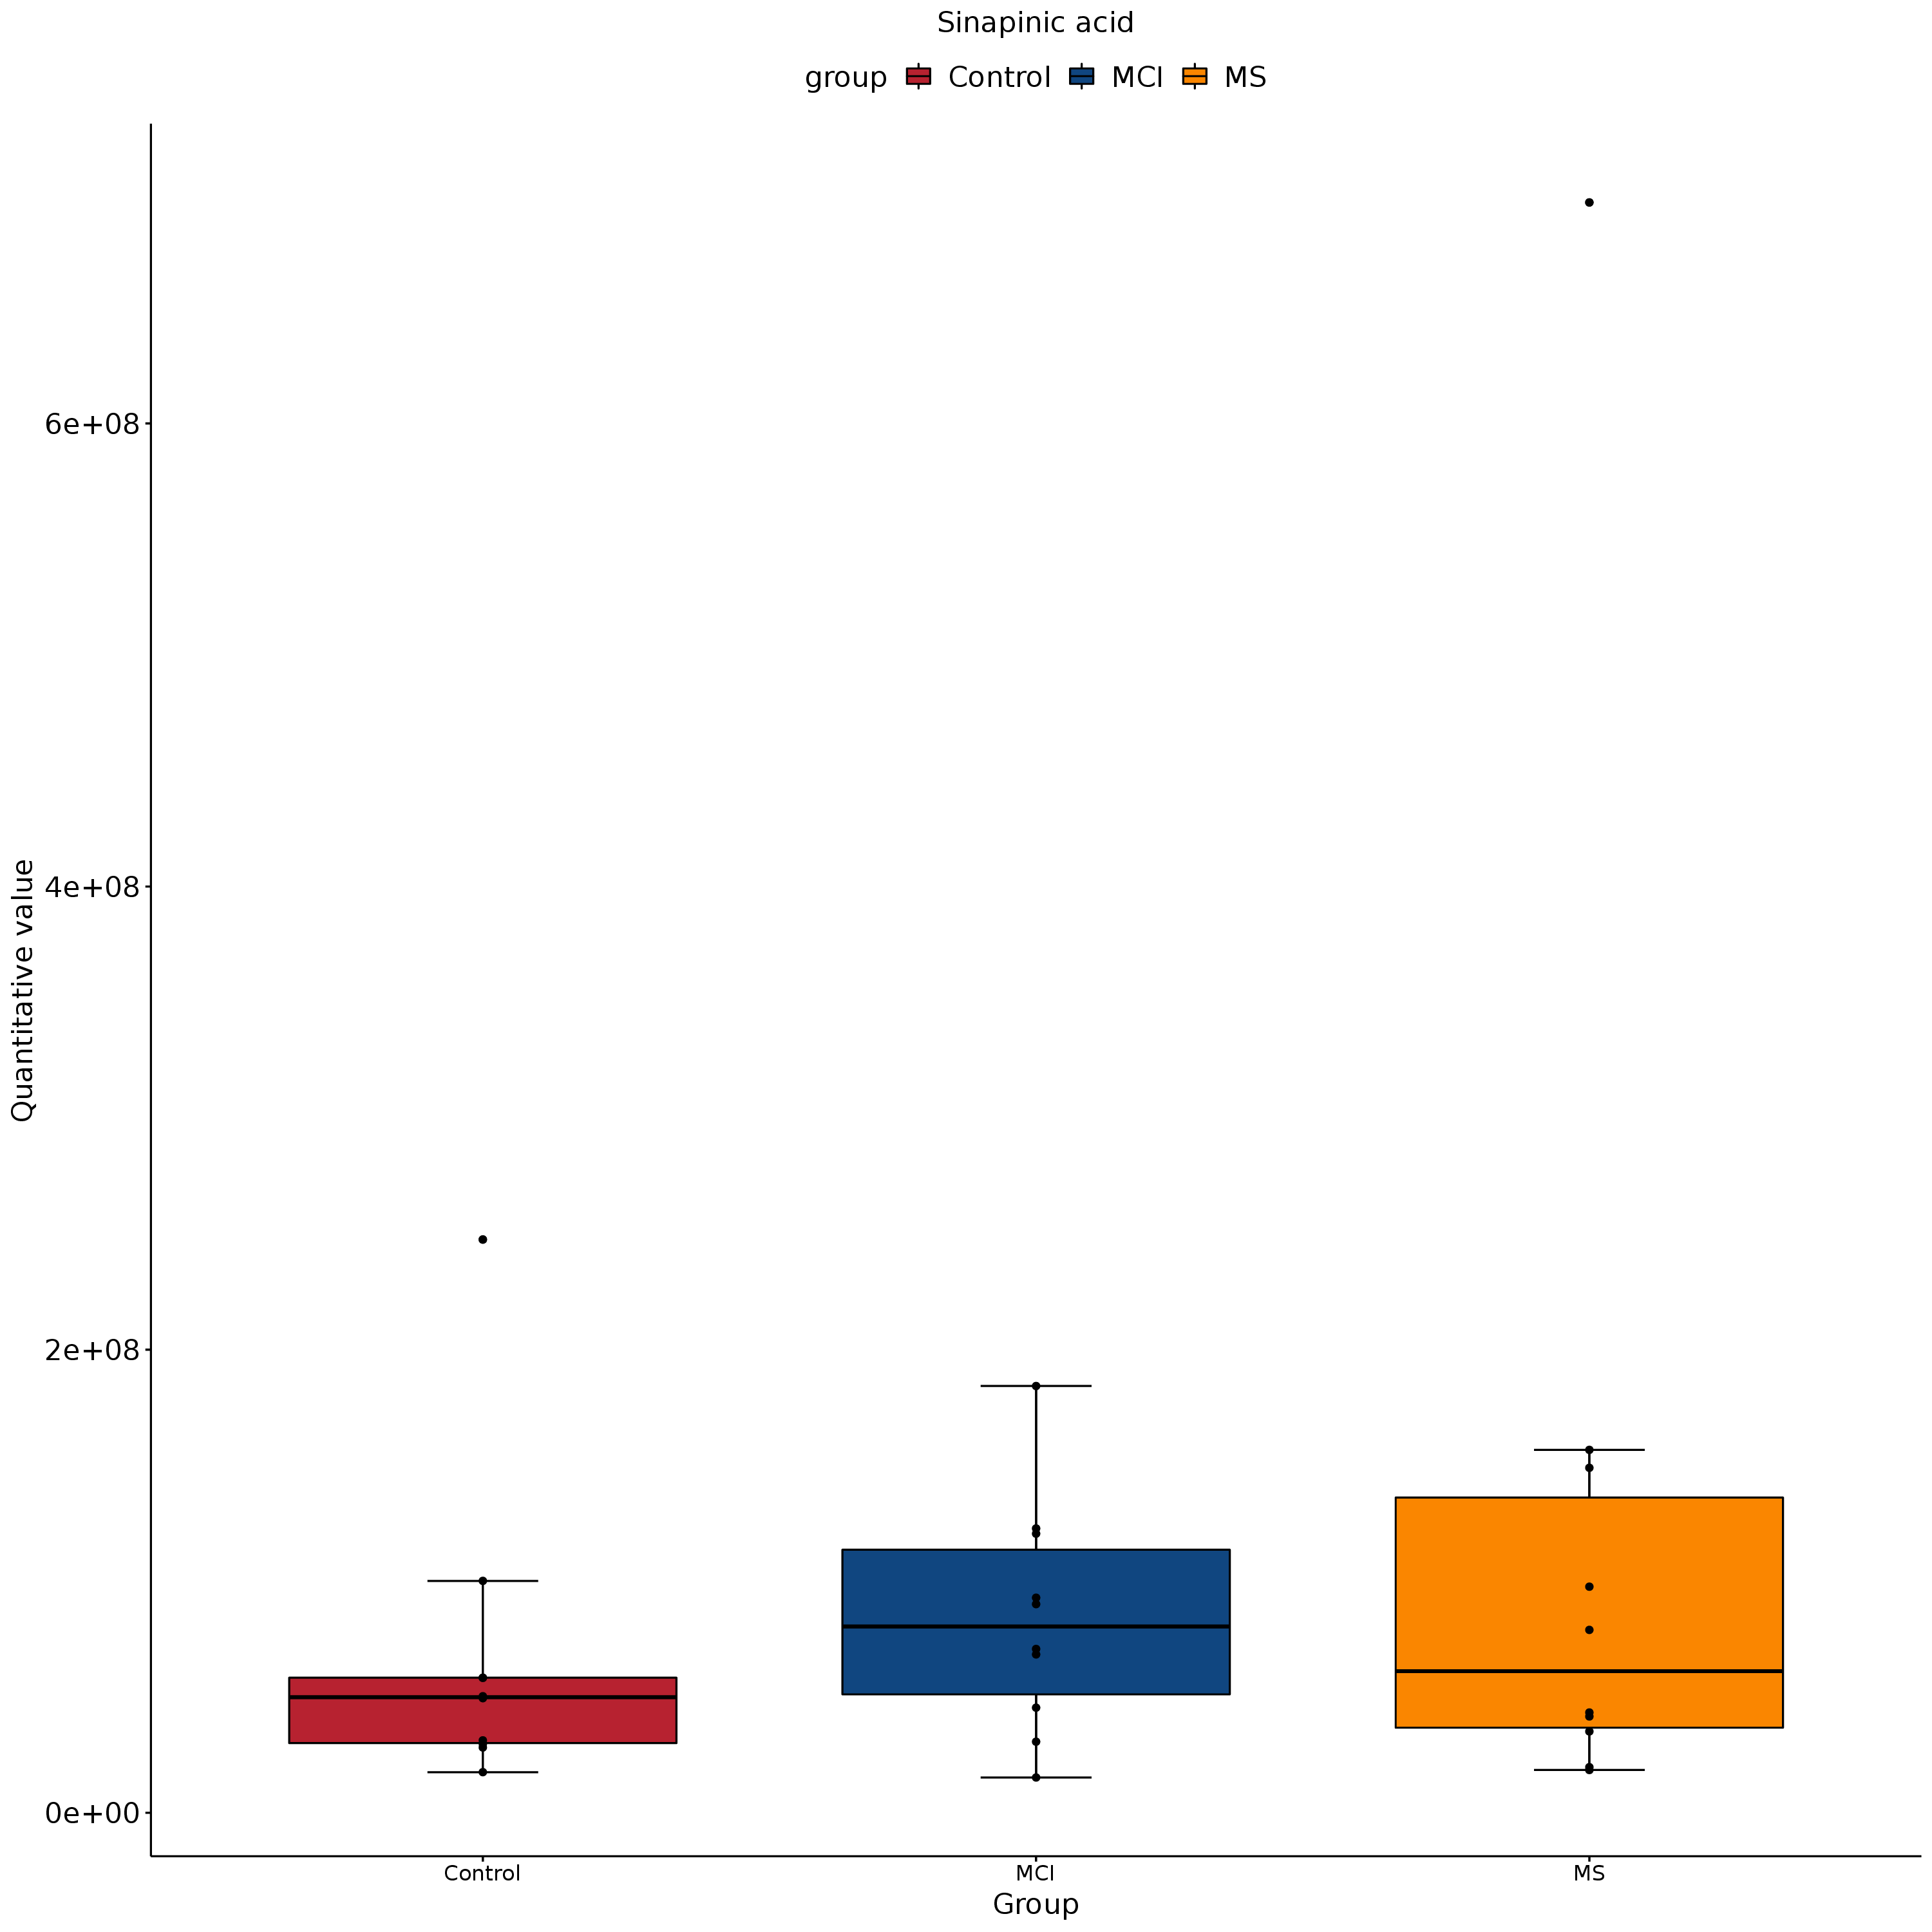 Sinapinic acid
group Control MCI MS
Quantitative value
6e+08
4e+08
2e+08
0e+00
Control MCI MS
Group